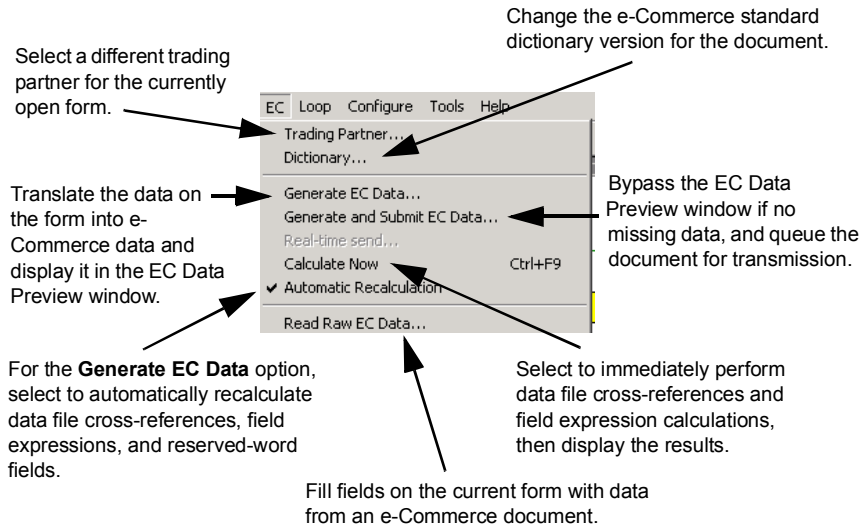 Change the e-Commerce standard
dictionary version for the document.
Select a different trading
partner for the currently
open form.
EC Loop Configure Tools Help
Trading Partner...
Dictionary...
Translate the data on
the form into e-
Commerce data and
display it in the EC Data
Preview window.
Generate EC Data...
Generate and Submit EC Data...
Real-time send...
Calculate Now Ctrl+F9
Automatic Recalculation
Read Raw EC Data...
Bypass the EC Data
Preview window if no
missing data, and queue the
document for transmission.
For the Generate EC Data option,
select to automatically recalculate
data file cross-references, field
expressions, and reserved-word
fields.
Select to immediately perform
data file cross-references and
field expression calculations,
then display the results.
Fill fields on the current form with data
from an e-Commerce document.